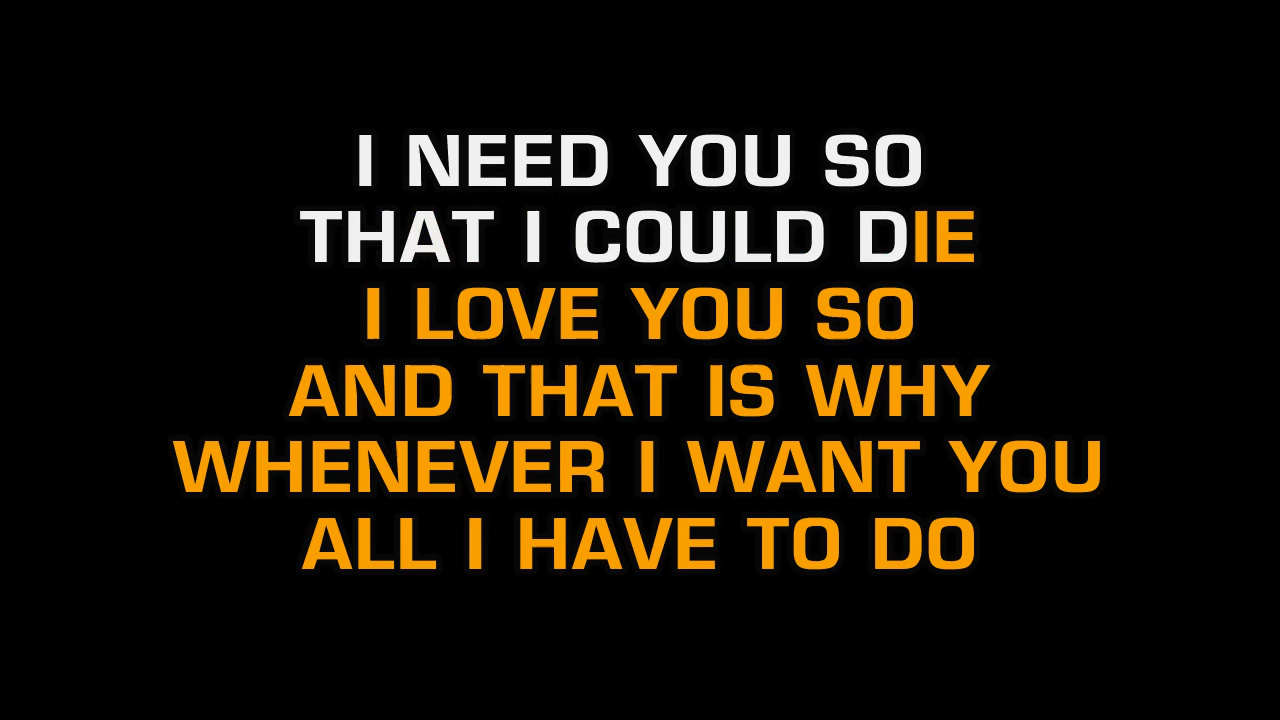 I NEED YOU SO
THAT I COULD DIE
I LOVE YOU SO
AND THAT IS WHY
WHENEVER I WANT YOU
ALL I HAVE TO DO